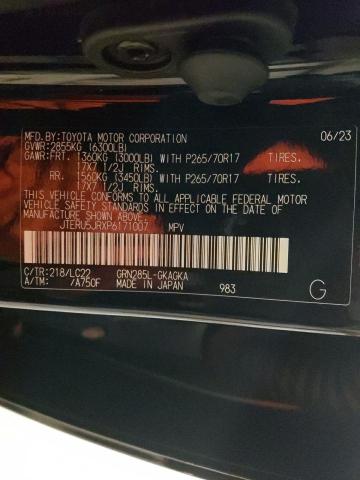 MFD.BY:TOYOTA MOTOR CORPORATION 06/23
GVWR: 2855KG (6300LB)
GAWR:FRT. 1360KG (3000LB) WITH P265/70R17 TIRES.
17X7 1/2J RIMS.
RR. 1560KG (3450LB) WITH P265/70R17 TIRES.
17X7 1/2J RIMS.
THIS VEHICLE CONFORMS TO ALL APPLICABLE FEDERAL MOTOR
VEHICLE SAFETY STANDARDS IN EFFECT ON THE DATE OF
MANUFACTURE SHOWN ABOVE.
JTERU5JRXP6171007 MPV
C/TR:218/LC22 GRN285L-GKAGKA
A/TM: /A750F MADE IN JAPAN 983 G